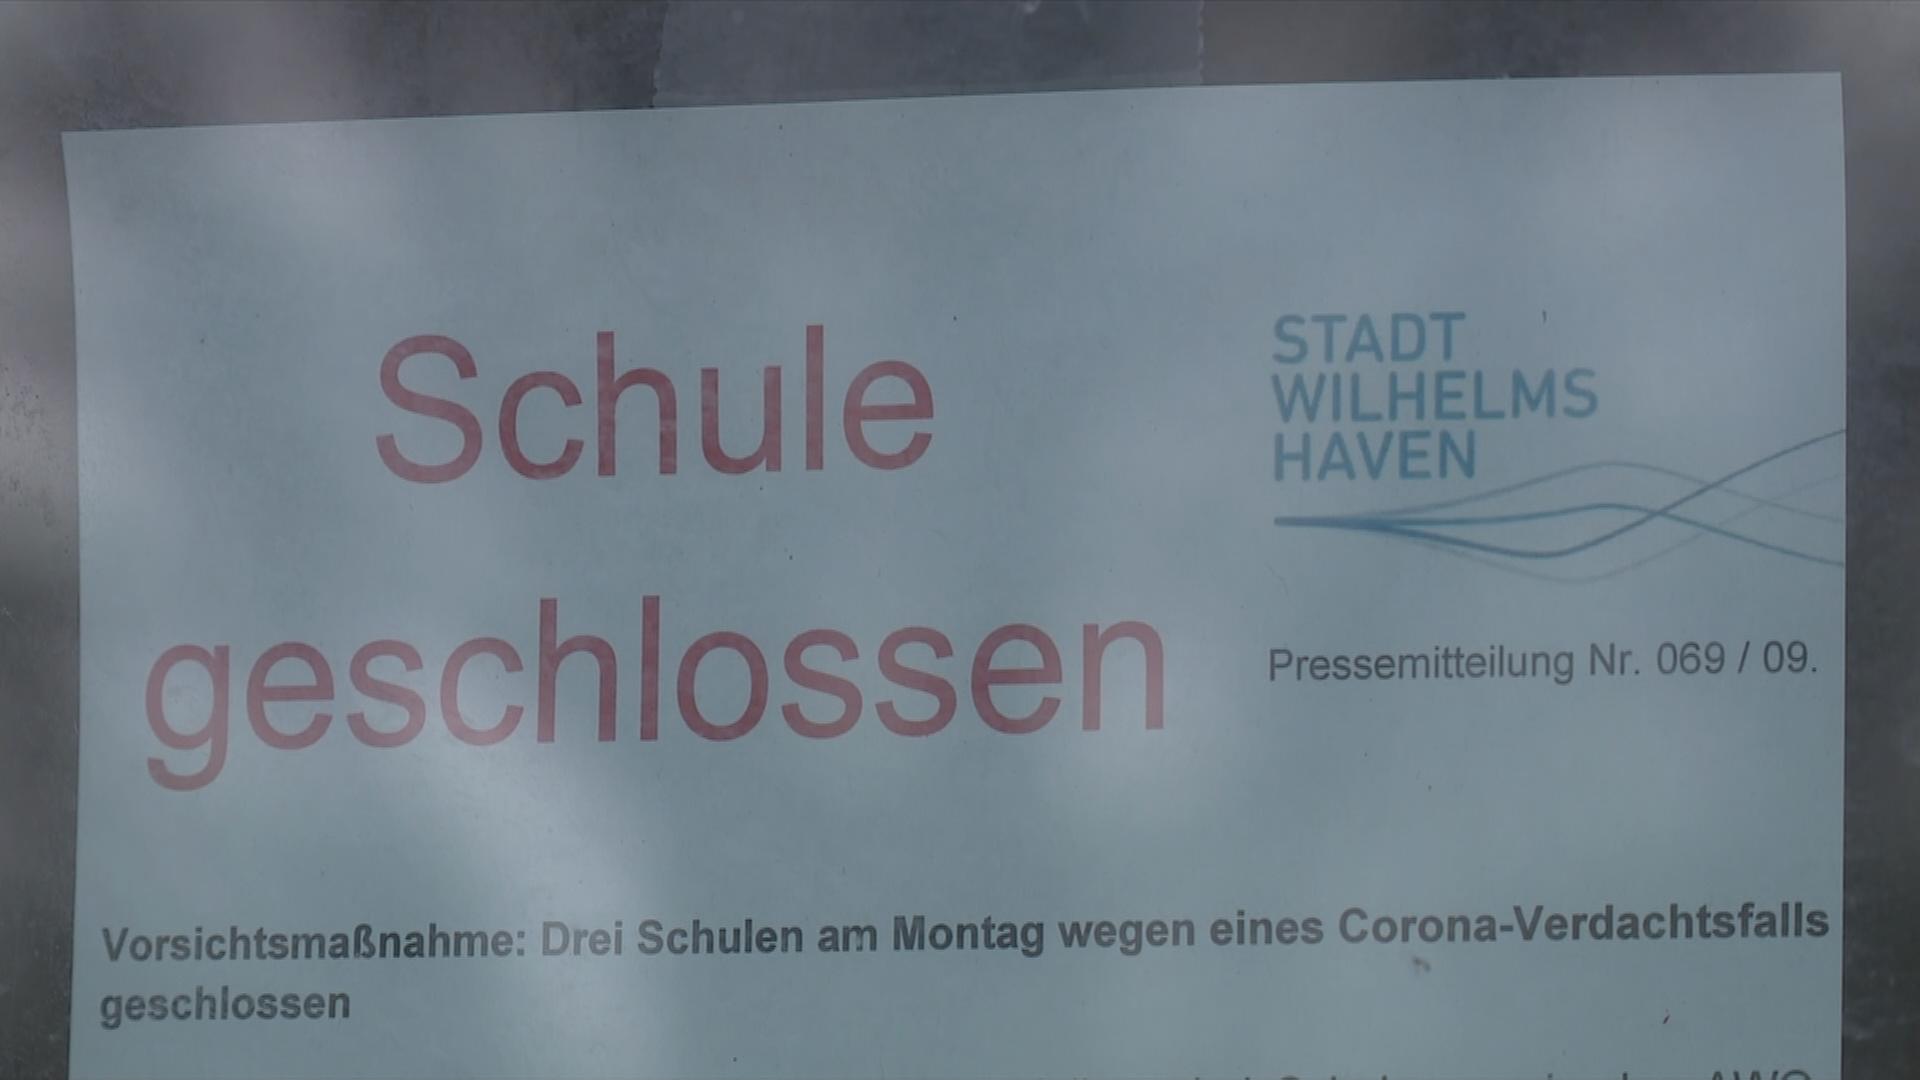 Schule
geschlossen
STADT
WILHELMS
HAVEN
Pressemitteilung Nr. 069 / 09.
Vorsichtsmaßnahme: Drei Schulen am Montag wegen eines Corona-Verdachtsfalls
geschlossen